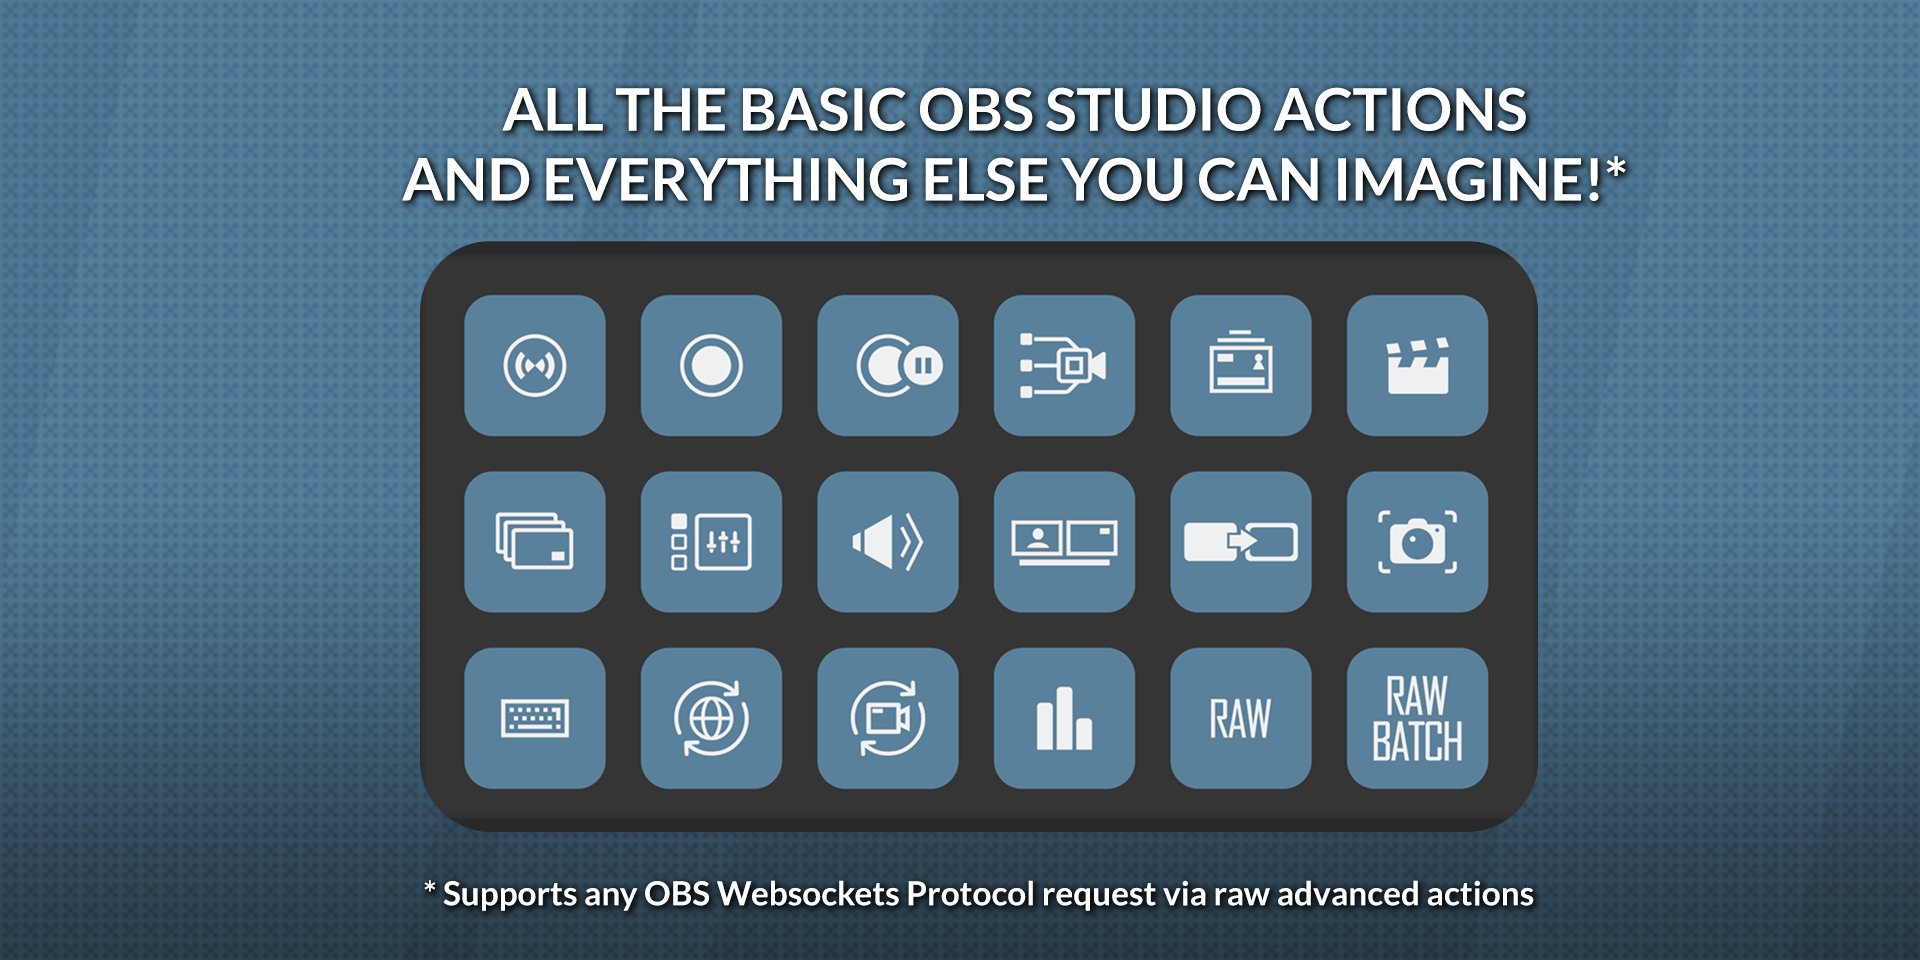 ALL THE BASIC OBS STUDIO ACTIONS
AND EVERYTHING ELSE YOU CAN IMAGINE!*
RAW
RAW
BATCH
* Supports any OBS Websockets Protocol request via raw advanced actions